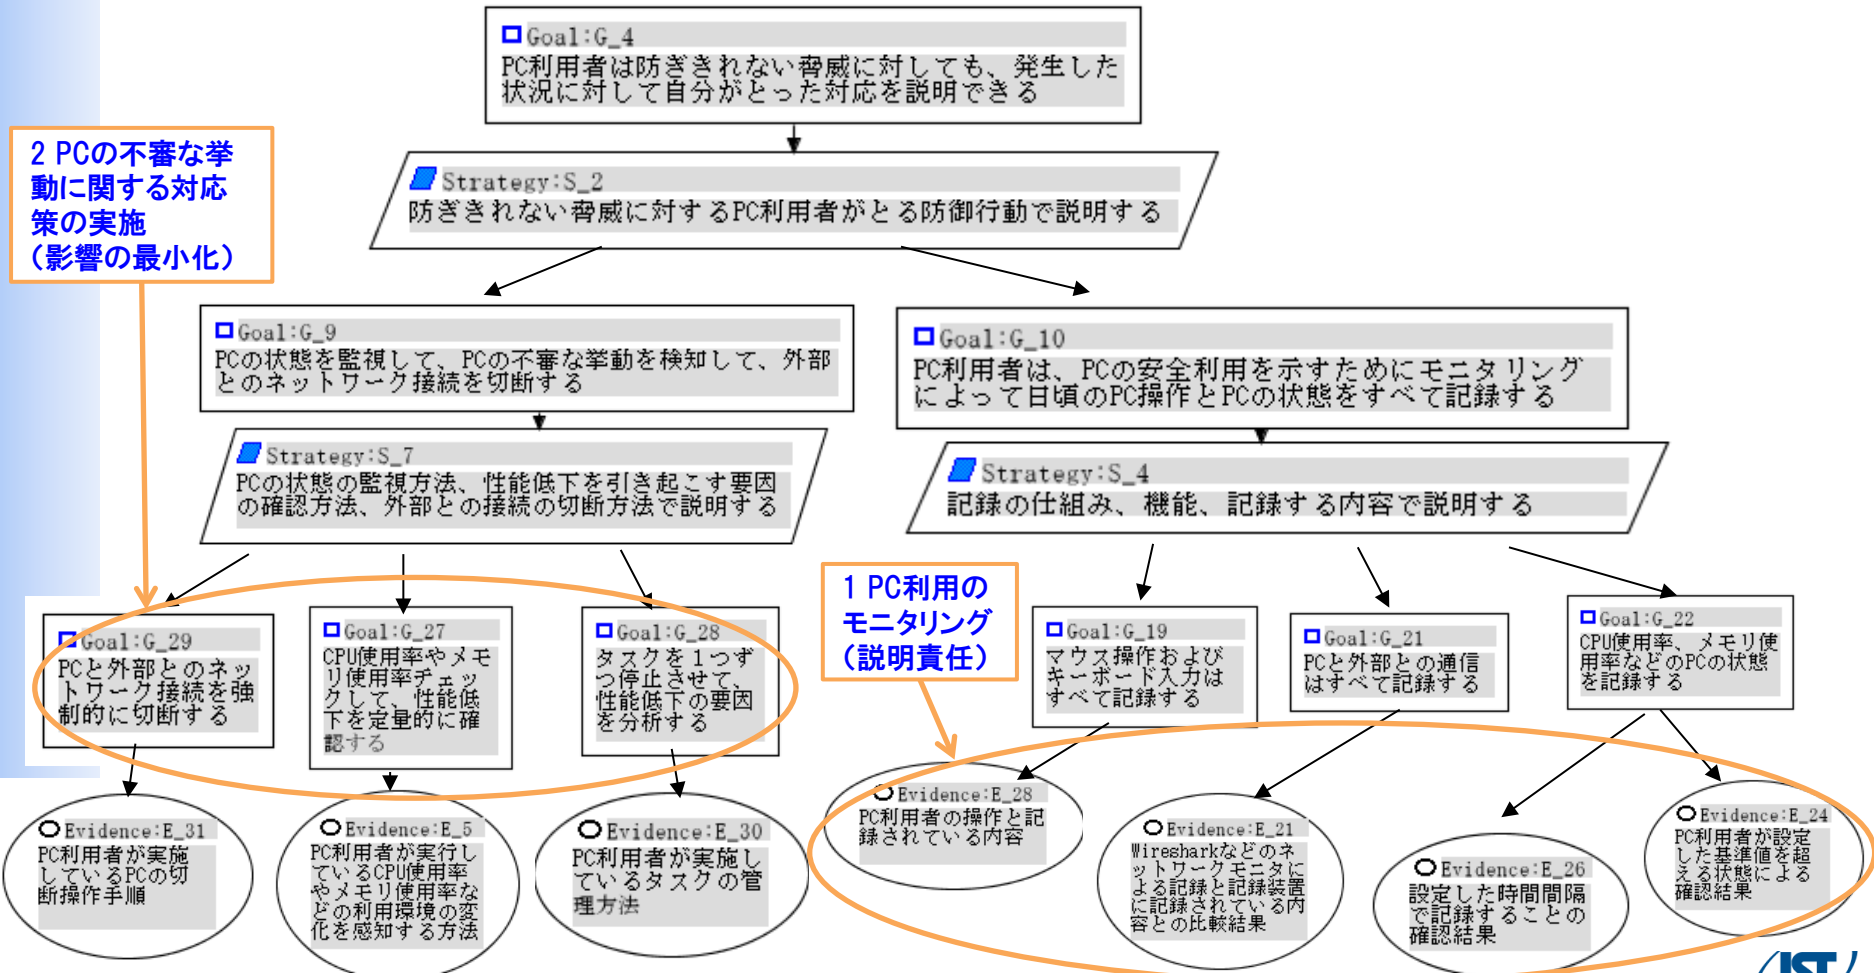 Goal:G_4
PC利用者は防ぎきれない脅威に対しても、発生した
状況に対して自分がとった対応を説明できる
2 PCの不審な挙
動に関する対応
策の実施
（影響の最小化）
Strategy:S_2
防ぎきれない脅威に対するPC利用者がとる防御行動で説明する
Goal:G_9
PCの状態を監視して、PCの不審な挙動を検知して、外部
とのネットワーク接続を切断する
Goal:G_10
PC利用者は、PCの安全利用を示すためにモニタリング
によって日頃のPC操作とPCの状態をすべて記録する
Strategy:S_7
PCの状態の監視方法、性能低下を引き起こす要因
の確認方法、外部との接続の切断方法で説明する
Strategy:S_4
記録の仕組み、機能、記録する内容で説明する
1 PC利用の
モニタリング
（説明責任）
Goal:G_29
PCと外部とのネッ
トワーク接続を強
制的に切断する
Goal:G_27
CPU使用率やメモ
リ使用率チェッ
クして、性能低
下を定量的に確
認する
Goal:G_28
タスクを１つず
つ停止させて、
性能低下の要因
を分析する
Goal:G_19
マウス操作および
キーボード入力は
すべて記録する
Goal:G_21
PCと外部との通信
はすべて記録する
Goal:G_22
CPU使用率、メモリ使
用率などのPCの状態
を記録する
Evidence:E_31
PC利用者が実施
しているPCの切
断操作手順
Evidence:E_5
PC利用者が実行し
ているCPU使用率
やメモリ使用率な
どの利用環境の変
化を感知する方法
Evidence:E_30
PC利用者が実施し
ているタスクの管
理方法
Evidence:E_28
PC利用者の操作と記
録されている内容
Evidence:E_21
Wiresharkなどのネ
ットワークモニタに
よる記録と記録装置
に記録されている内
容との比較結果
Evidence:E_26
設定した時間間隔
で記録することの
確認結果
Evidence:E_24
PC利用者が設定
した基準値を超
える状態による
確認結果
IST